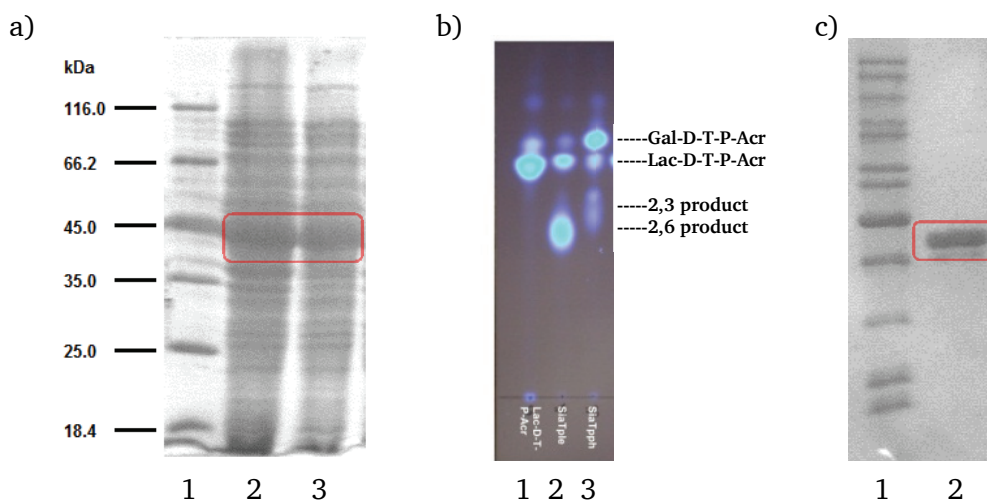 a)
kDa
116.0
66.2
45.0
35.0
25.0
18.4
1 2 3
b)
-----Gal-D-T-P-Acr
-----Lac-D-T-P-Acr
-----2,3 product
-----2,6 product
Lac-D-T-
P-Acr
SiaTple
SiaTpph
1 2 3
c)
1 2